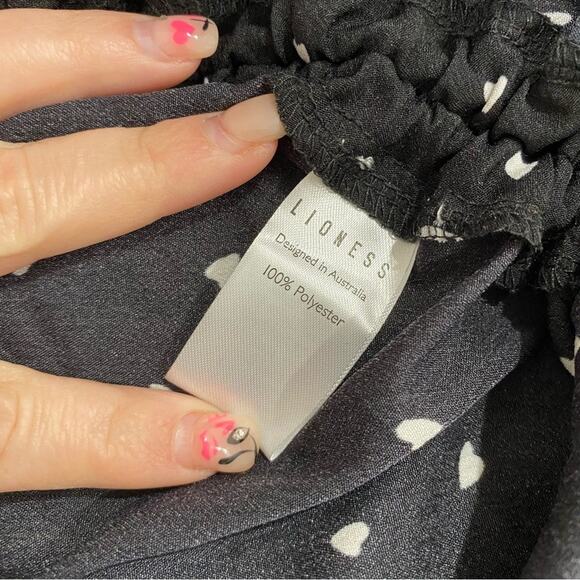 LIONESS
Designed In Australia
100% Polyester